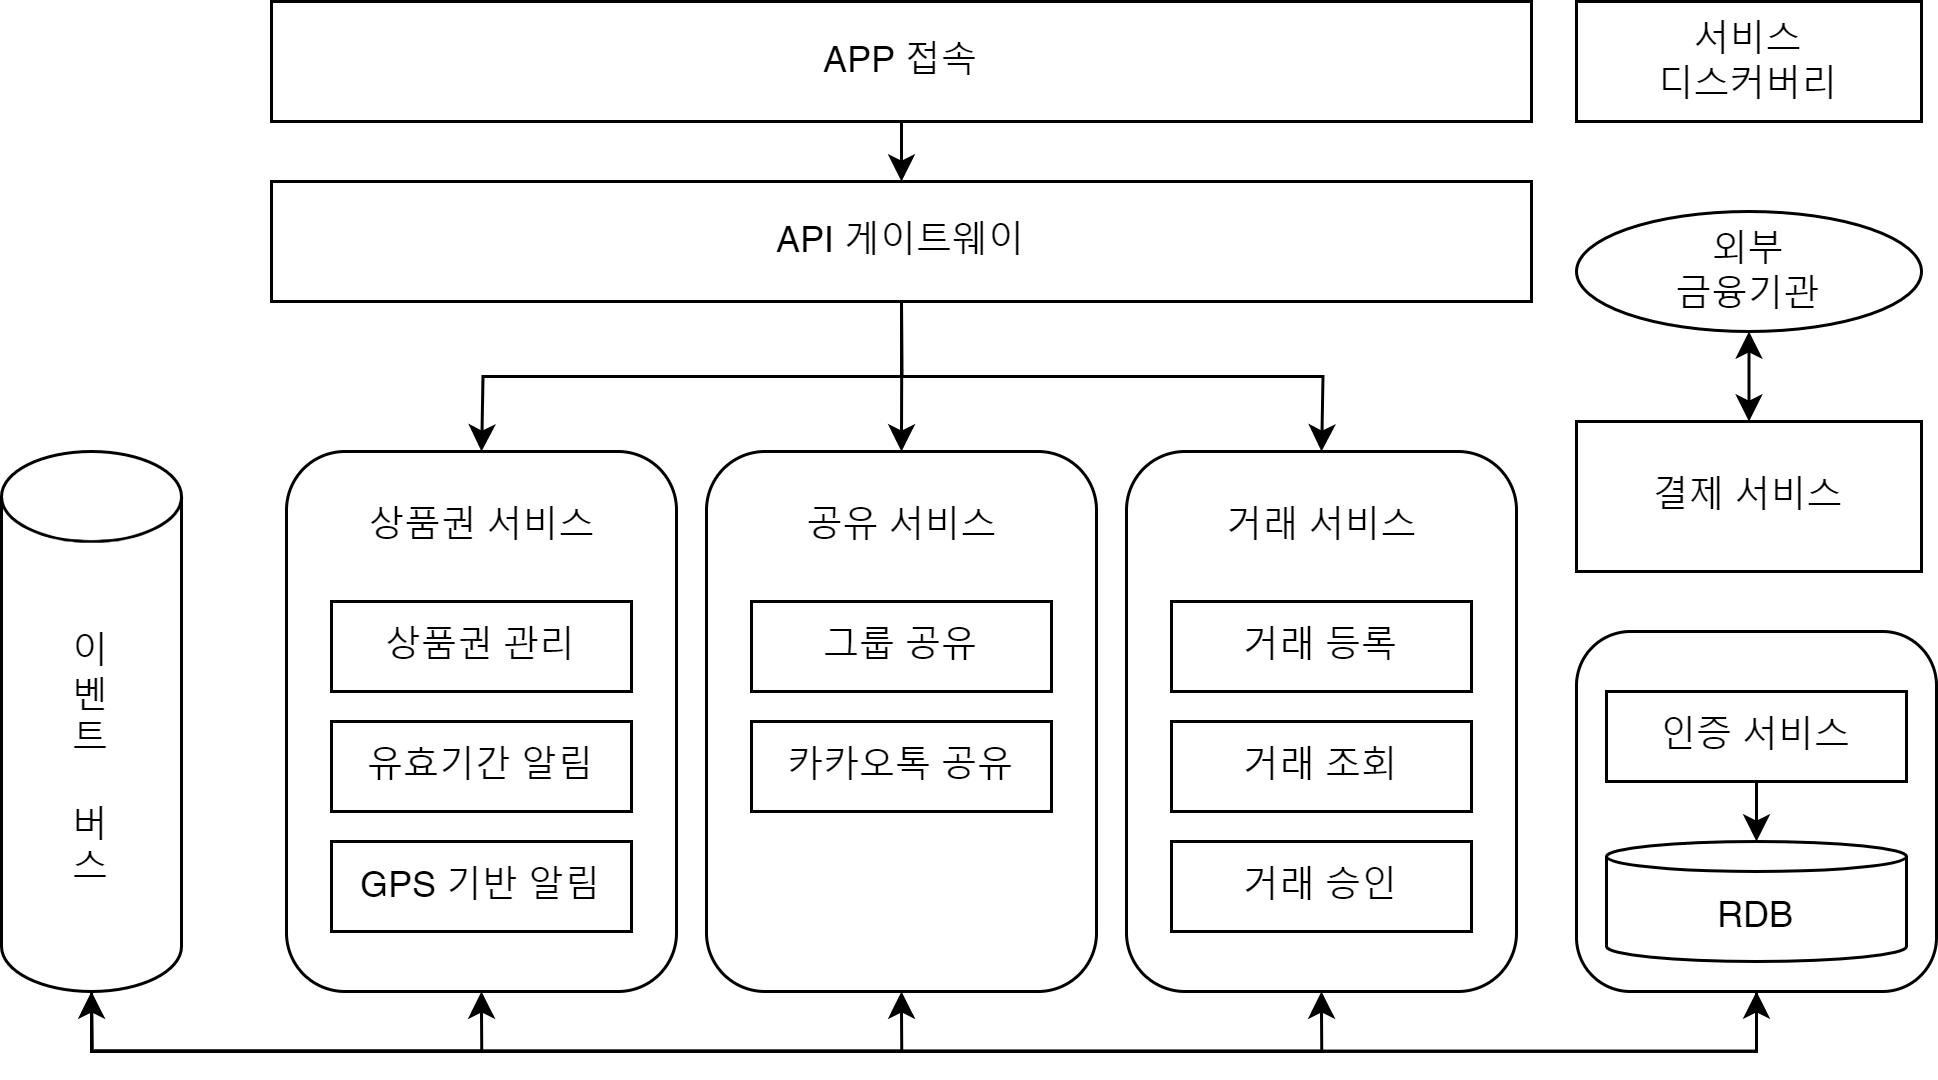 APP 접속
서비스
디스커버리
API 게이트웨이
외부
금융기관
결제 서비스
이
벤
트
버
스
상품권 서비스
상품권 관리
유효기간 알림
GPS 기반 알림
공유 서비스
그룹 공유
카카오톡 공유
거래 서비스
거래 등록
거래 조회
거래 승인
인증 서비스
RDB